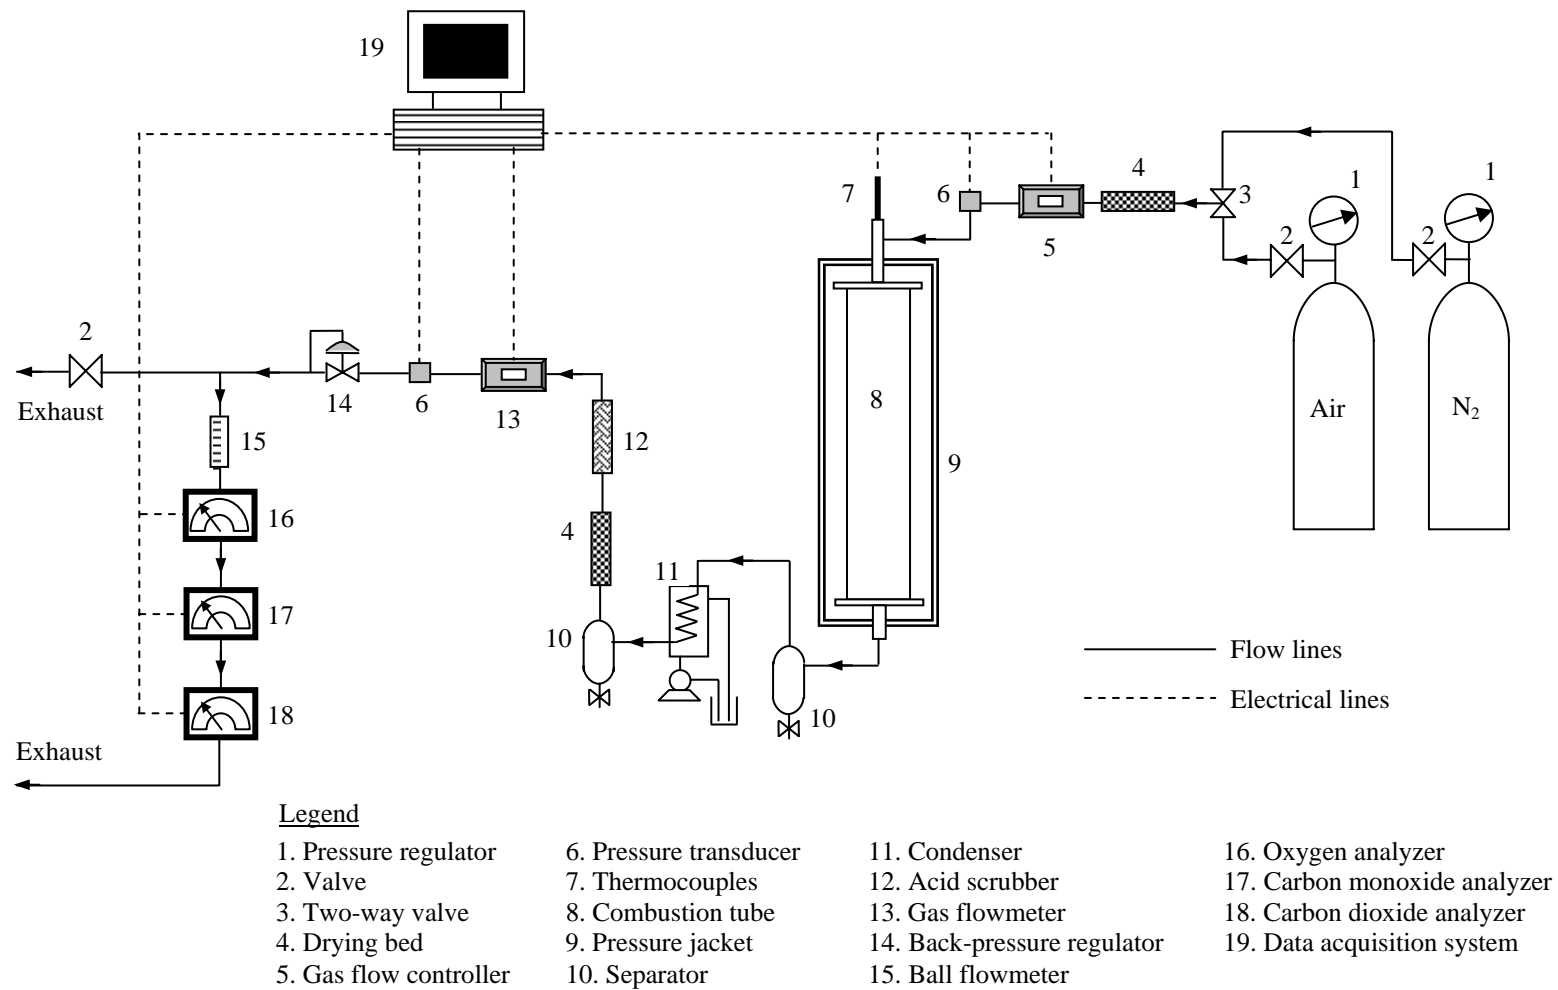 19
4
1
1
7
6
3
5
2
2
2
Exhaust
14
6
13
8
Air
N₂
15
12
9
16
4
11
17
10
18
10
Exhaust
Flow lines
Electrical lines
Legend
1. Pressure regulator
2. Valve
3. Two-way valve
4. Drying bed
5. Gas flow controller
6. Pressure transducer
7. Thermocouples
8. Combustion tube
9. Pressure jacket
10. Separator
11. Condenser
12. Acid scrubber
13. Gas flowmeter
14. Back-pressure regulator
15. Ball flowmeter
16. Oxygen analyzer
17. Carbon monoxide analyzer
18. Carbon dioxide analyzer
19. Data acquisition system